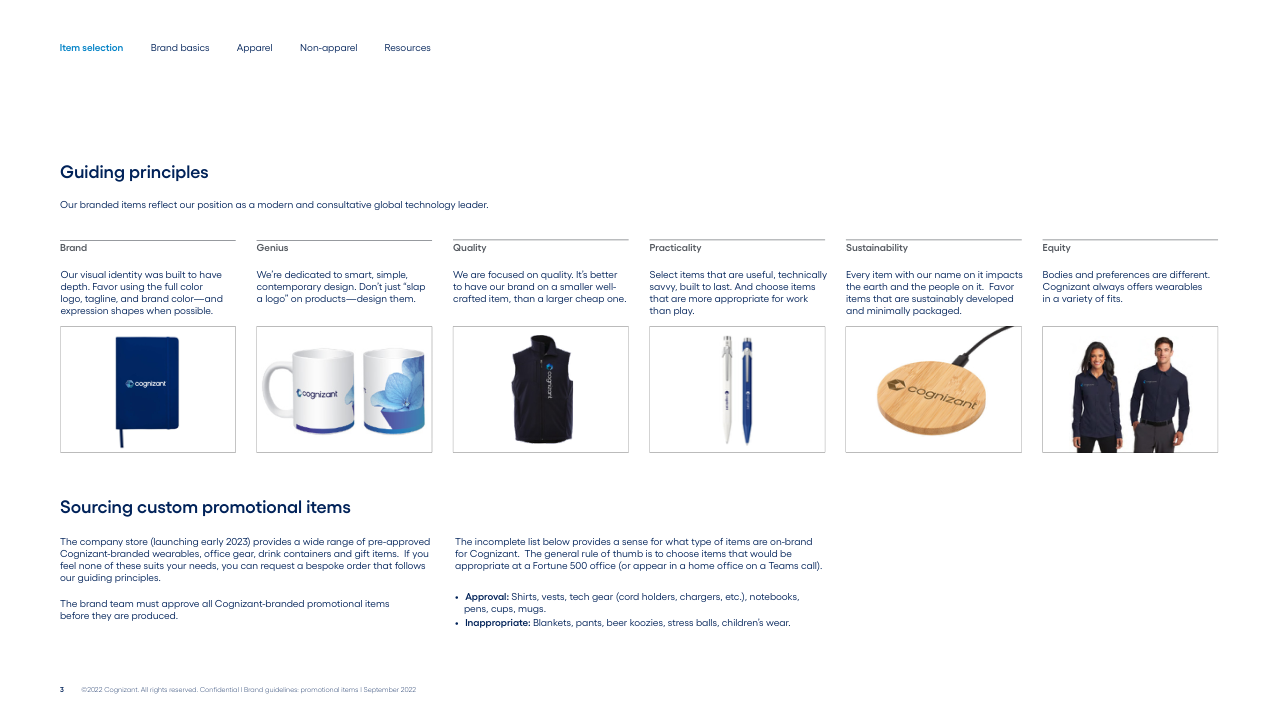 Item selection Brand basics Apparel Non-apparel Resources
Guiding principles
Our branded items reflect our position as a modern and consultative global technology leader.
Brand
Our visual identity was built to have
depth. Favor using the full color
logo, tagline, and brand color—and
expression shapes when possible.
cognizant
Genius
We're dedicated to smart, simple,
contemporary design. Don't just "slap
a logo" on products—design them.
cognizant
Quality
We are focused on quality. It's better
to have our brand on a smaller well-
crafted item, than a larger cheap one.
cognizant
Practicality
Select items that are useful, technically
savvy, built to last. And choose items
that are more appropriate for work
than play.
Sustainability
Every item with our name on it impacts
the earth and the people on it.  Favor
items that are sustainably developed
and minimally packaged.
cognizant
Equity
Bodies and preferences are different.
Cognizant always offers wearables
in a variety of fits.
Sourcing custom promotional items
The company store (launching early 2023) provides a wide range of pre-approved
Cognizant-branded wearables, office gear, drink containers and gift items.  If you
feel none of these suits your needs, you can request a bespoke order that follows
our guiding principles.
The brand team must approve all Cognizant-branded promotional items
before they are produced.
The incomplete list below provides a sense for what type of items are on-brand
for Cognizant.  The general rule of thumb is to choose items that would be
appropriate at a Fortune 500 office (or appear in a home office on a Teams call).
• Approval: Shirts, vests, tech gear (cord holders, chargers, etc.), notebooks,
pens, cups, mugs.
• Inappropriate: Blankets, pants, beer koozies, stress balls, children's wear.
3 ©2022 Cognizant. All rights reserved. Confidential | Brand guidelines: promotional items | September 2022